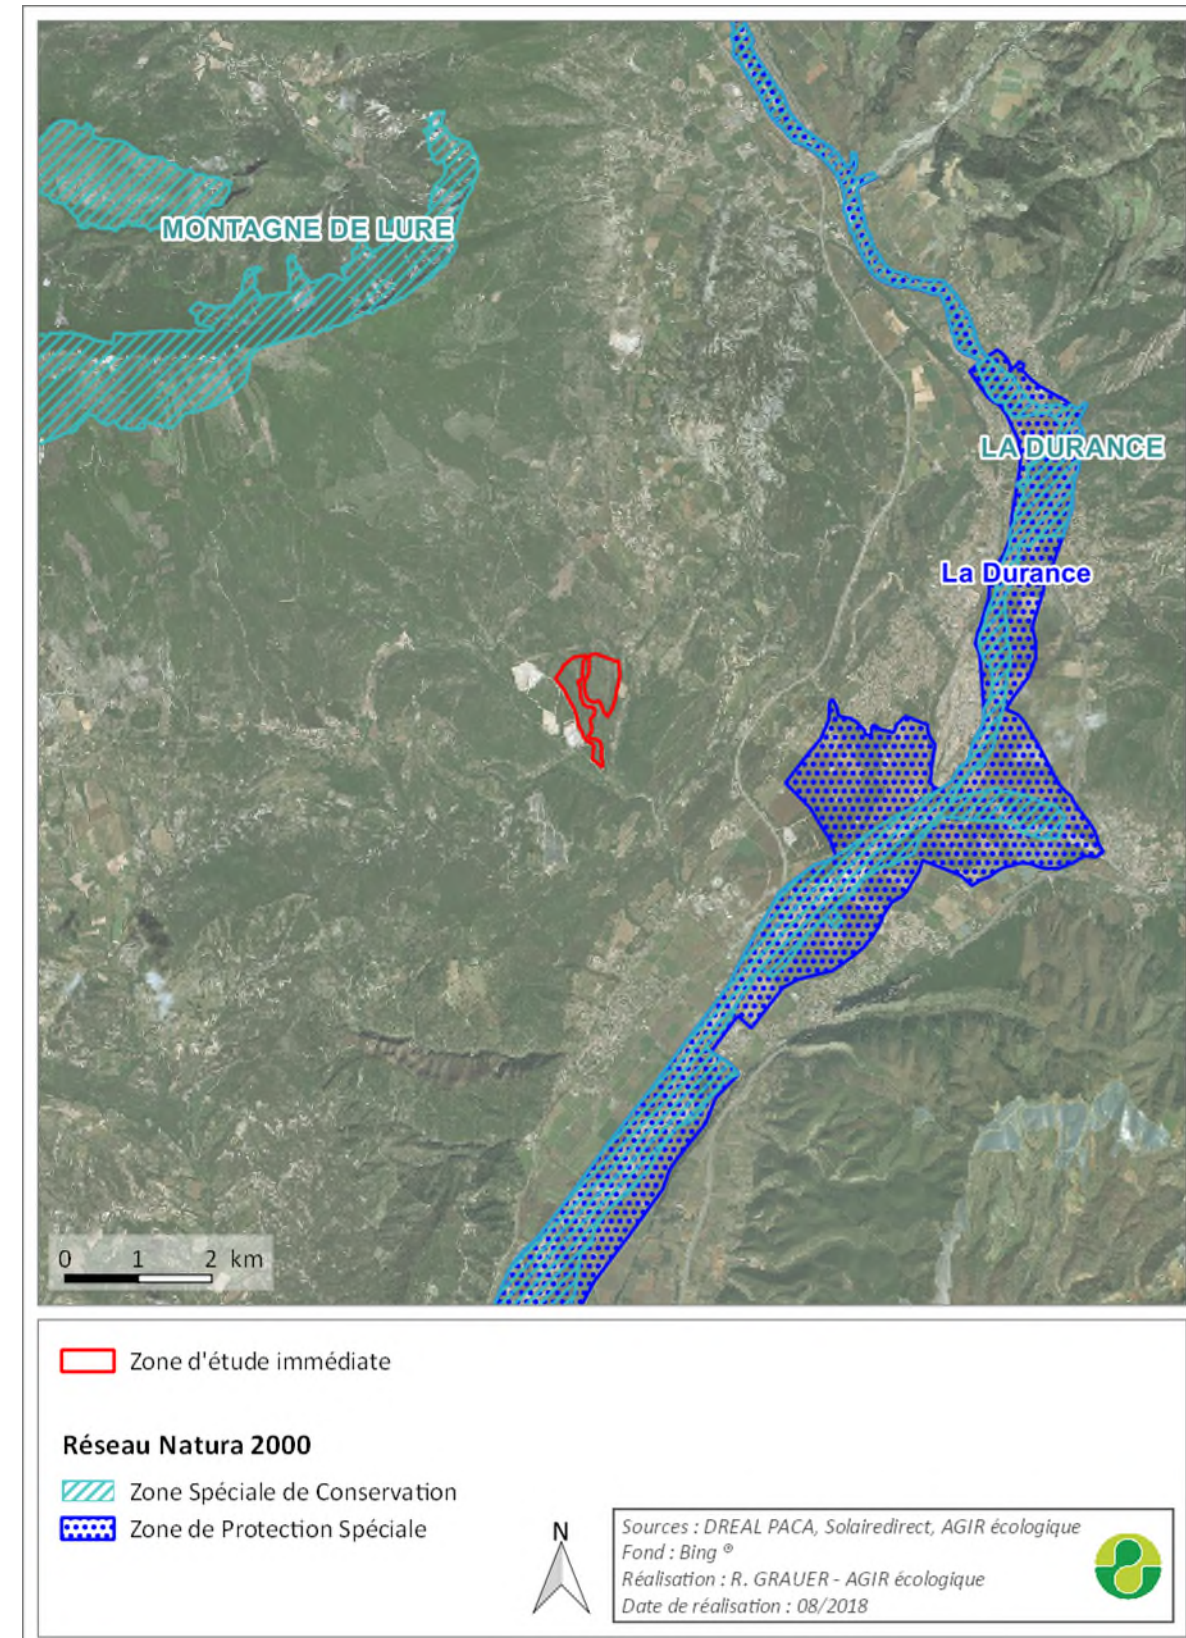 MONTAGNE DE LURE
LA DURANCE
La Durance
0 1 2 km
Zone d'étude immédiate
Réseau Natura 2000
Zone Spéciale de Conservation
Zone de Protection Spéciale
N
Sources : DREAL PACA, Solairedirect, AGIR écologique
Fond : Bing ®
Réalisation : R. GRAUER - AGIR écologique
Date de réalisation : 08/2018